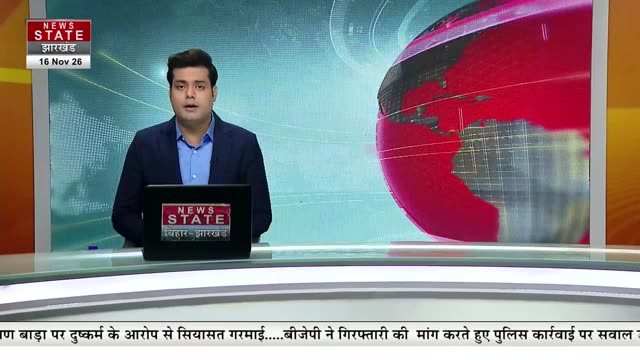 NEWS
STATE
झारखंड
16 Nov 26
NEWS
STATE
बिहार-झारखंड
बाड़ा पर दुष्कर्म के आरोप से सियासत गरमाई.....बीजेपी ने गिरफ्तारी की मांग करते हुए पुलिस कार्रवाई पर सवाल